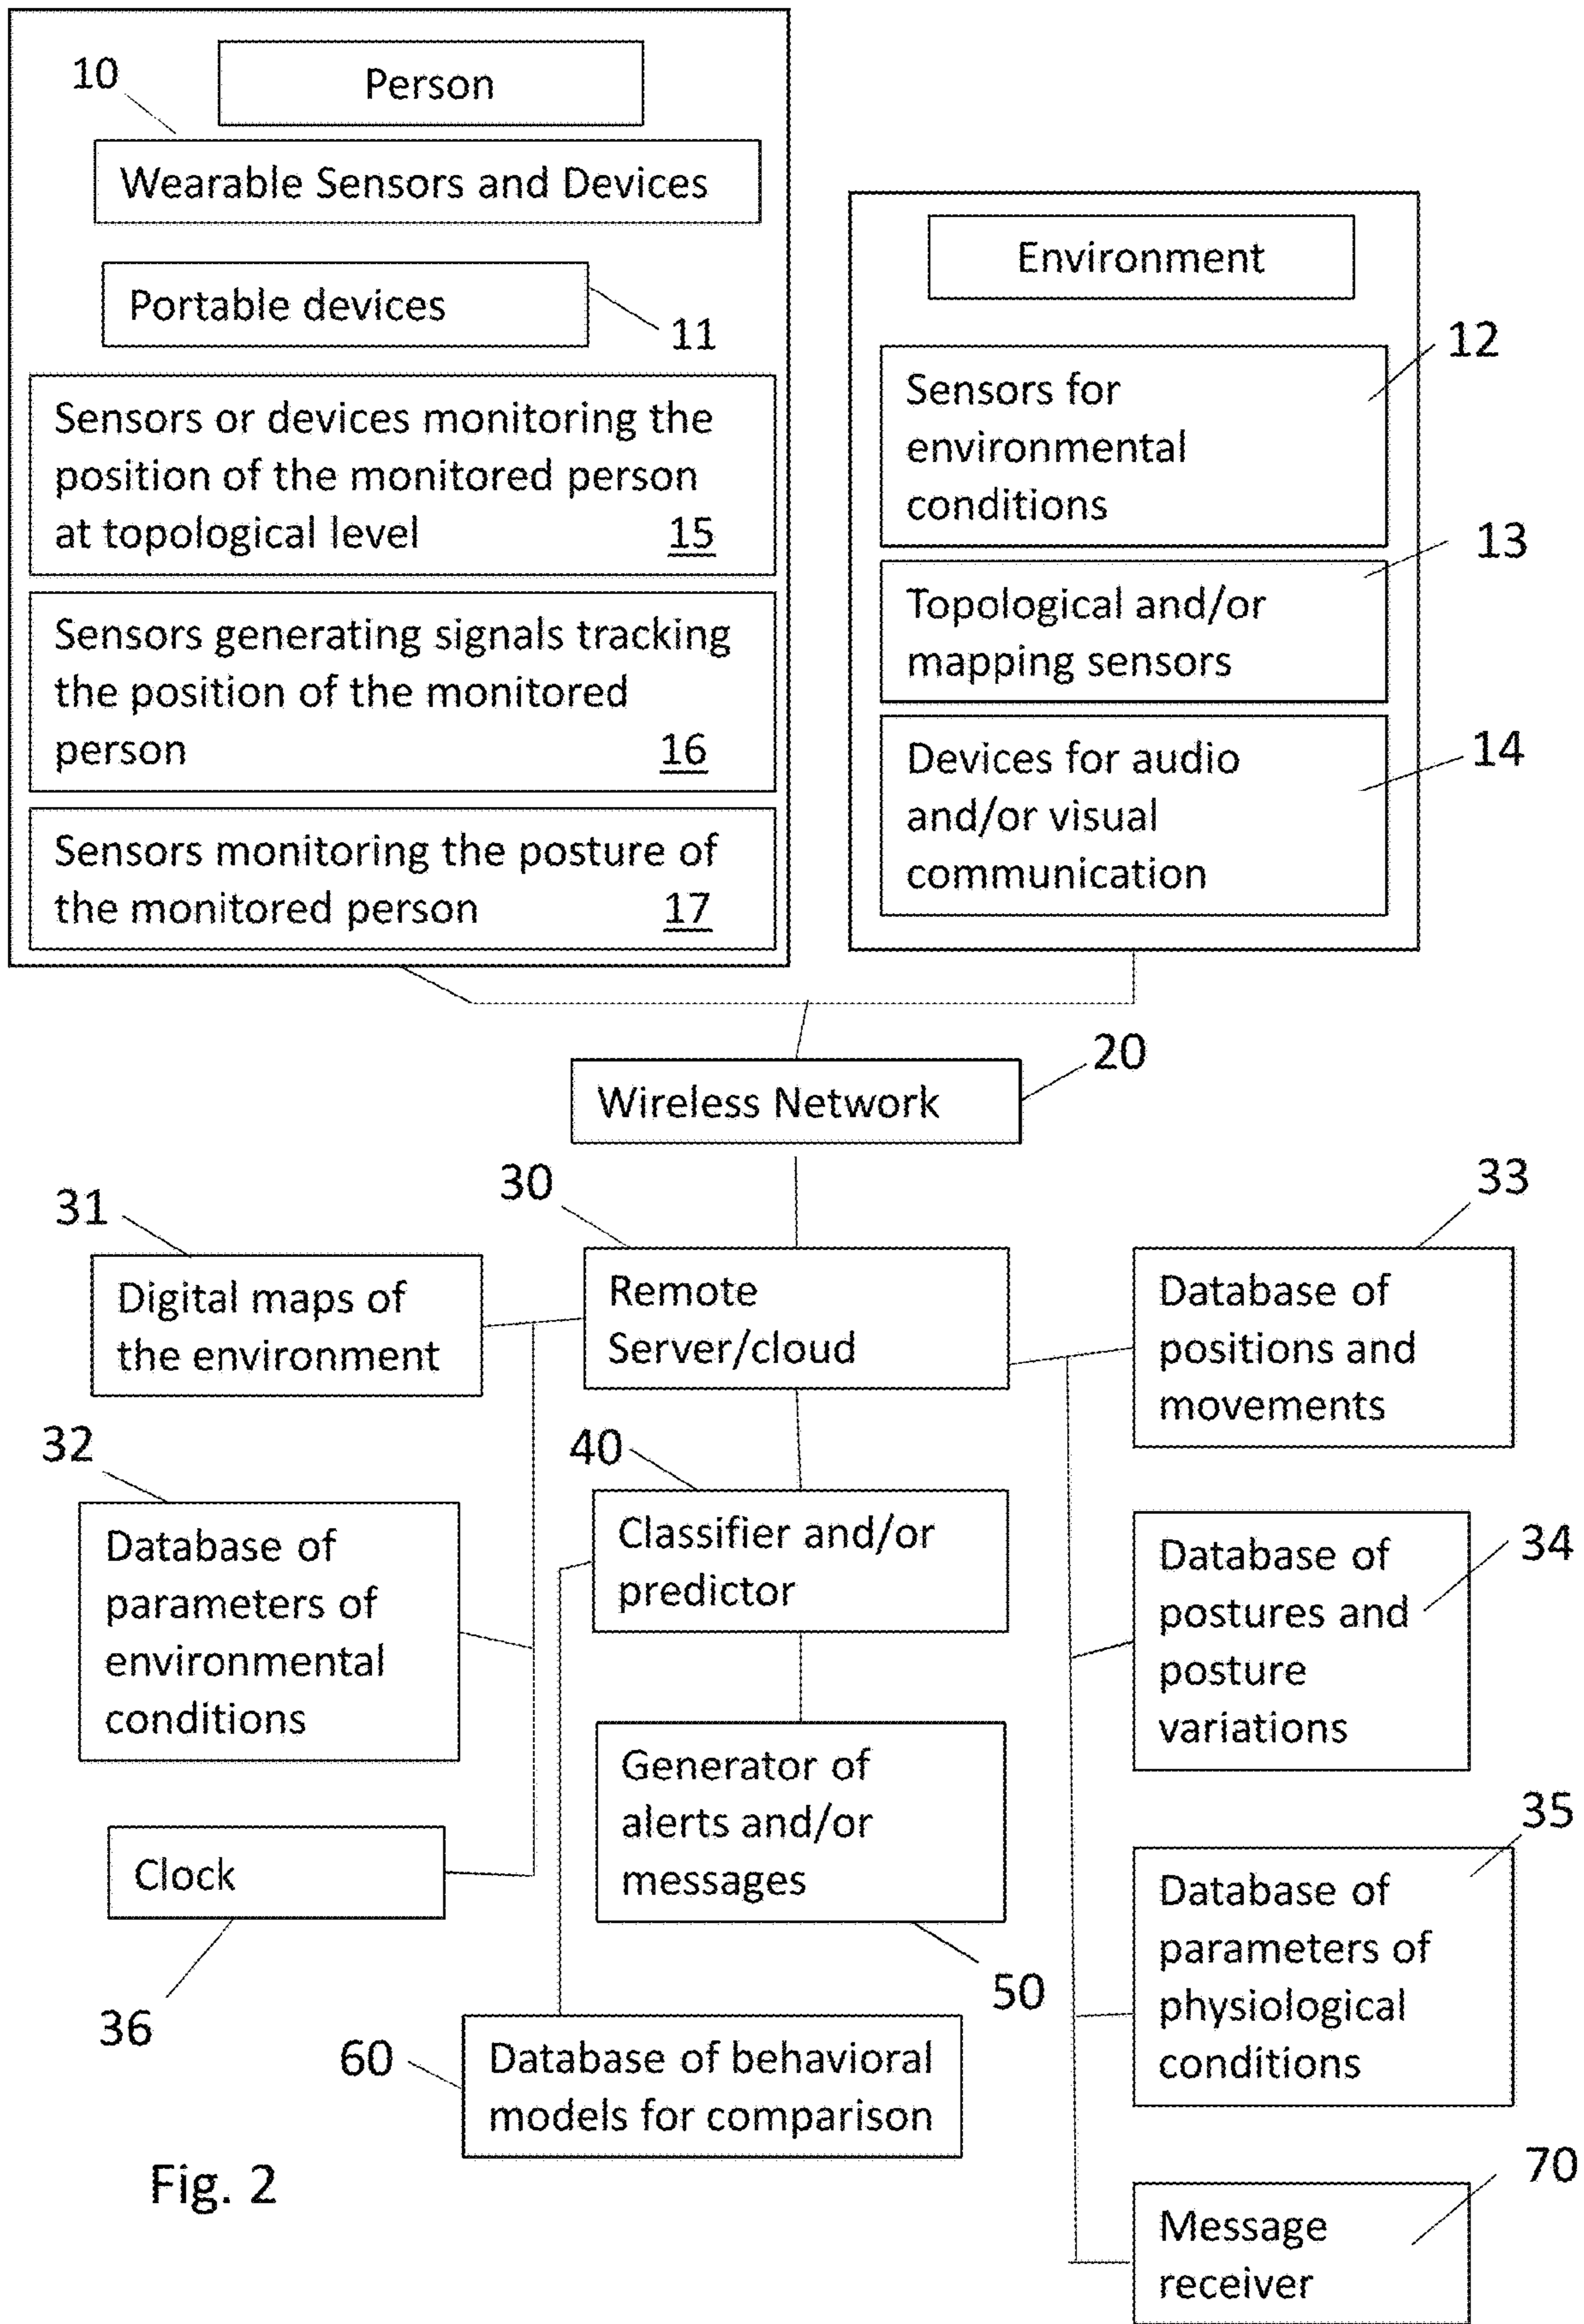 Person
10
Wearable Sensors and Devices
Portable devices
11
Sensors or devices monitoring the
position of the monitored person
at topological level 15
Sensors generating signals tracking
the position of the monitored
person 16
Sensors monitoring the posture of
the monitored person 17
Environment
12
Sensors for
environmental
conditions
13
Topological and/or
mapping sensors
14
Devices for audio
and/or visual
communication
20
Wireless Network
30
Remote
Server/cloud
31
Digital maps of
the environment
32
Database of
parameters of
environmental
conditions
Clock
36
40
Classifier and/or
predictor
Generator of
alerts and/or
messages
50
60
Database of behavioral
models for comparison
33
Database of
positions and
movements
34
Database of
postures and
posture
variations
35
Database of
parameters of
physiological
conditions
70
Message
receiver
Fig. 2